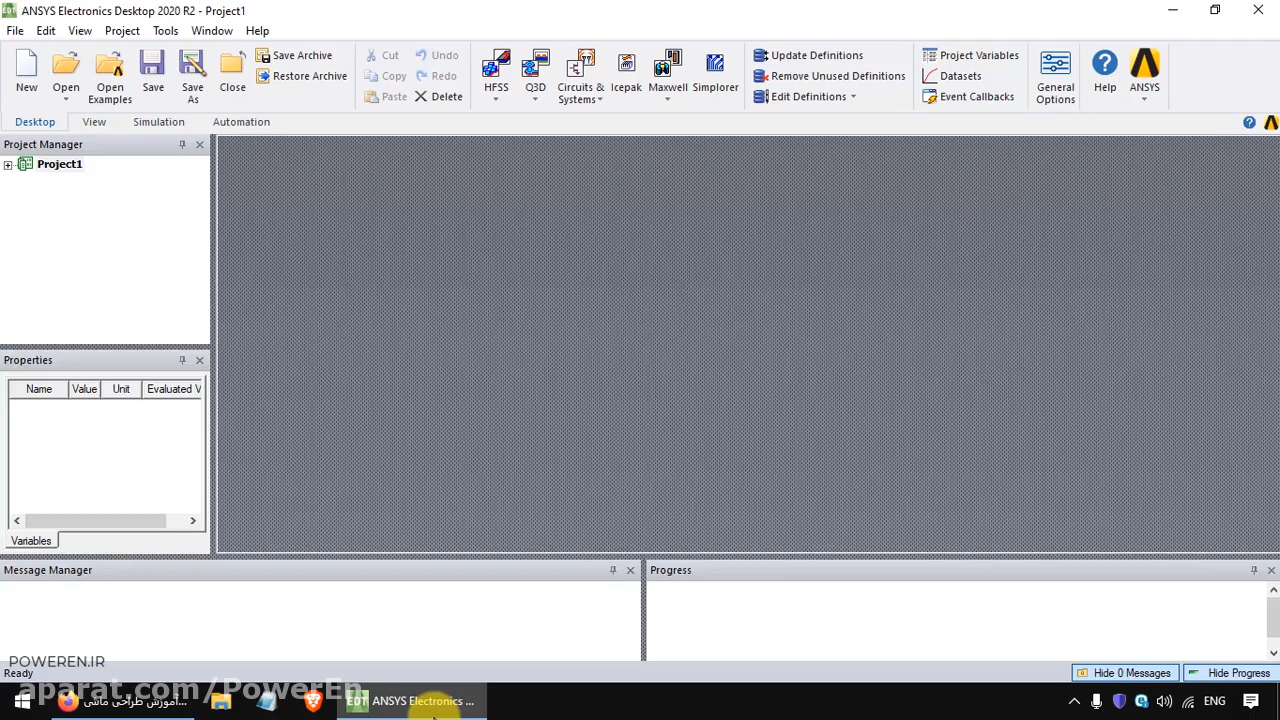 ANSYS Electronics Desktop 2020 R2 - Project1
File Edit View Project Tools Window Help
New
Open
Open Examples
Save
Save As
Close
Save Archive
Restore Archive
Cut
Copy
Paste
Undo
Redo
Delete
HFSS
Q3D
Circuits & Systems
Icepak
Maxwell
Simplorer
Update Definitions
Remove Unused Definitions
Edit Definitions
Project Variables
Datasets
Event Callbacks
General Options
Help
ANSYS
Desktop View Simulation Automation
Project Manager
Project1
Properties
Name Value Unit Evaluated V
Variables
Message Manager
Progress
POWEREN.IR
Ready
Hide 0 Messages Hide Progress
aparat.com/PowerEn
آموزش طراحی ماشی...
EDT ANSYS Electronics ...
ENG